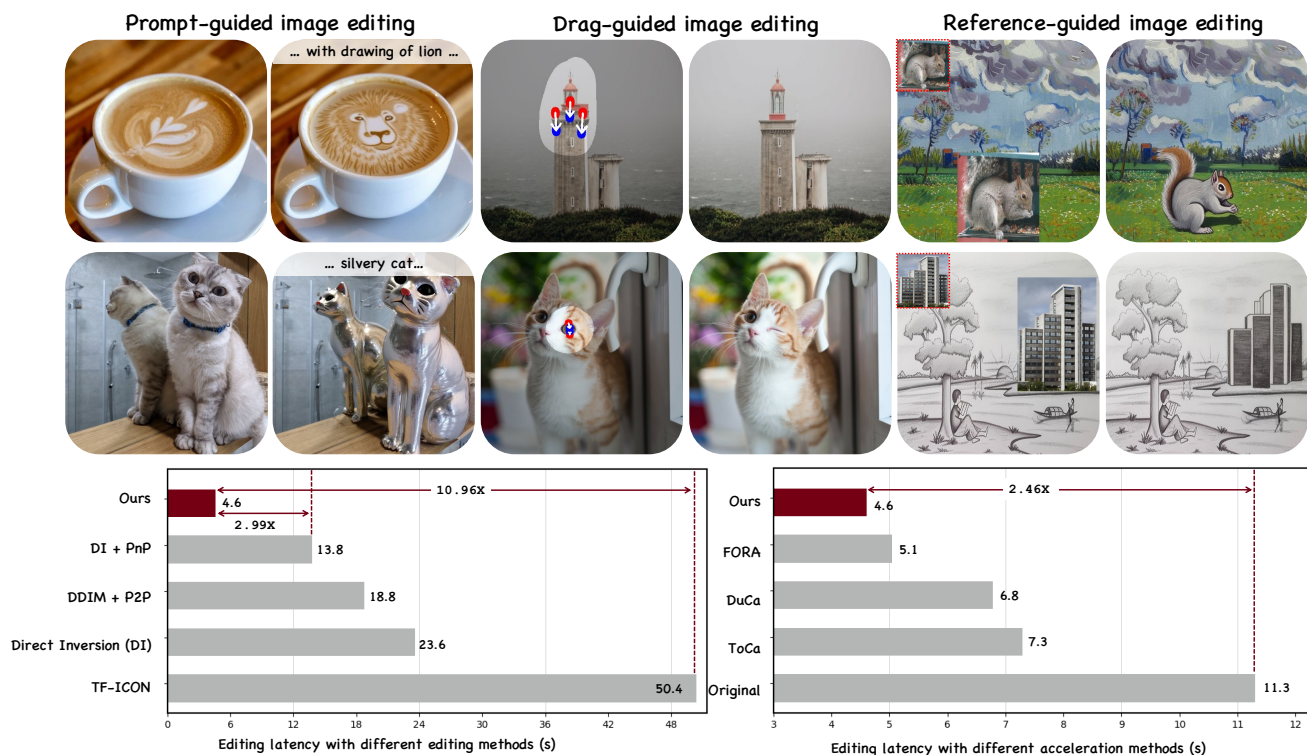 Prompt-guided image editing
Drag-guided image editing
Reference-guided image editing
... with drawing of lion ...
... silvery cat...
Ours
4.6
10.96X
2.99X
DI + PnP
13.8
DDIM + P2P
18.8
Direct Inversion (DI)
23.6
TF-ICON
50.4
0 6 12 18 24 30 36 42 48
Editing latency with different editing methods (s)
Ours
4.6
2.46X
FORA
5.1
DuCa
6.8
ToCa
7.3
Original
11.3
3 4 5 6 7 8 9 10 11 12
Editing latency with different acceleration methods (s)